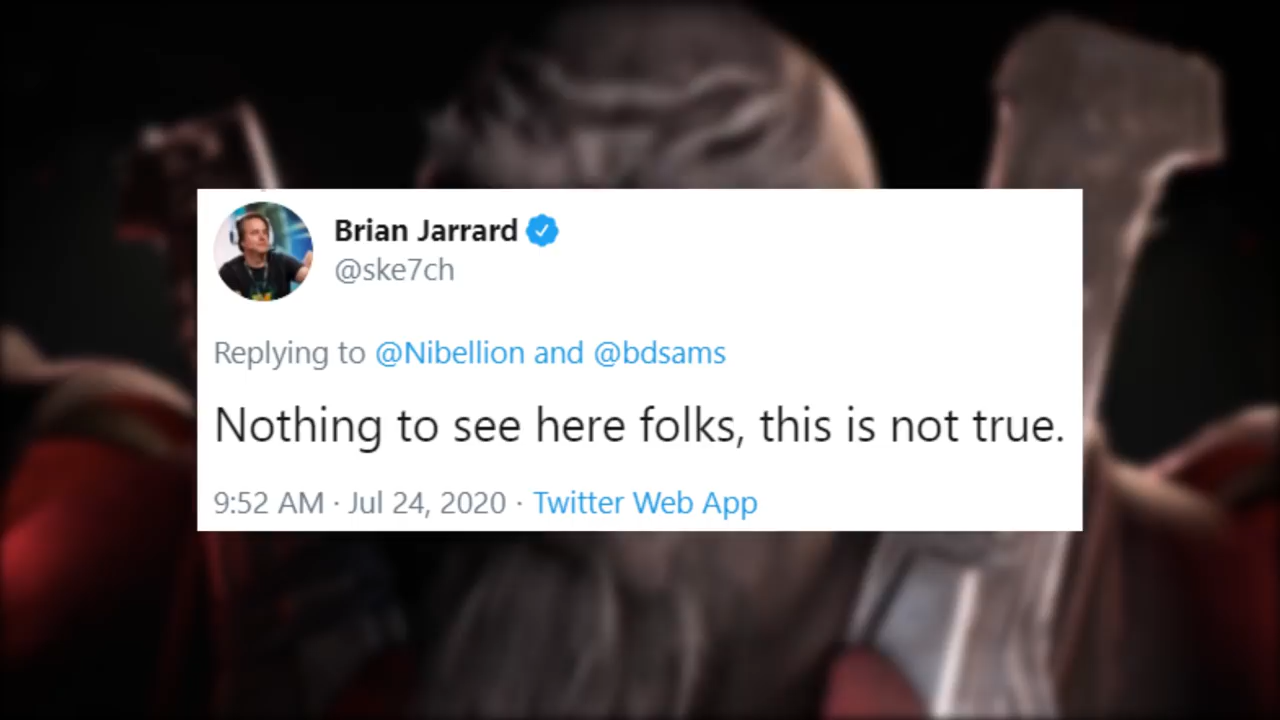 Brian Jarrard
@ske7ch
Replying to @Nibellion and @bdsams
Nothing to see here folks, this is not true.
9:52 AM · Jul 24, 2020 · Twitter Web App